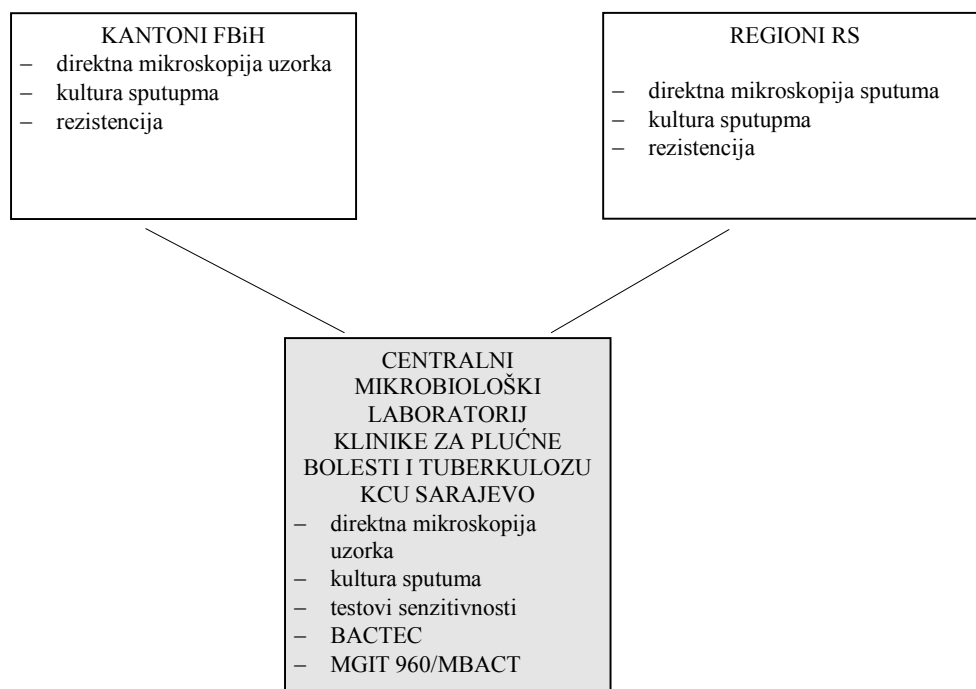 KANTONI FBiH
– direktna mikroskopija uzorka
– kultura sputupma
– rezistencija
REGIONI RS
– direktna mikroskopija sputuma
– kultura sputupma
– rezistencija
CENTRALNI
MIKROBIOLOŠKI
LABORATORIJ
KLINIKE ZA PLUĆNE
BOLESTI I TUBERKULOZU
KCU SARAJEVO
– direktna mikroskopija
uzorka
– kultura sputuma
– testovi senzitivnosti
– BACTEC
– MGIT 960/MBACT